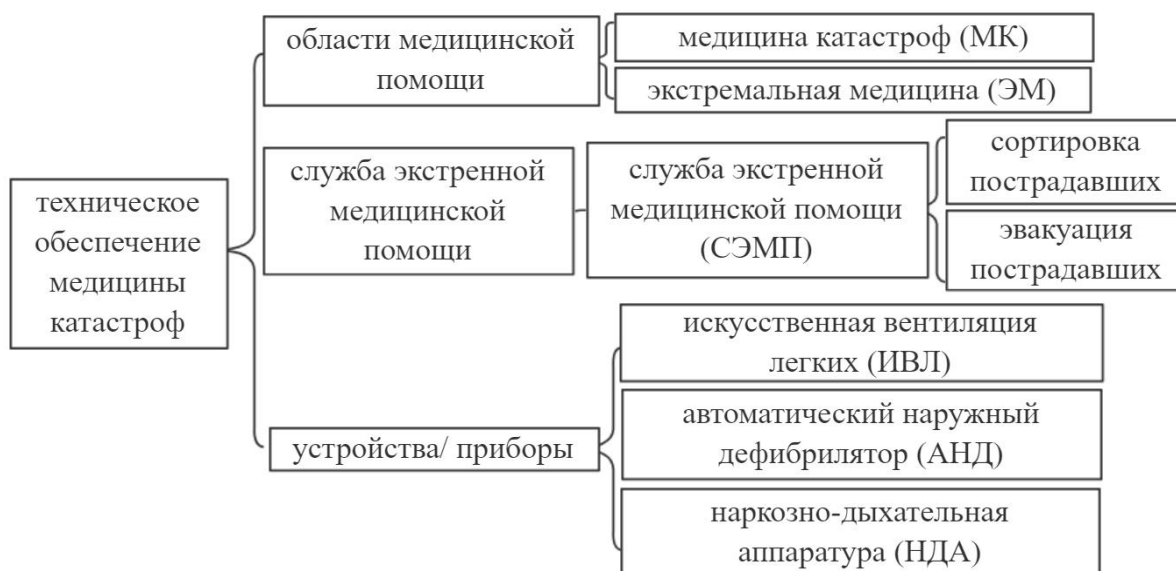 техническое
обеспечение
медицины
катастроф
области медицинской
помощи
медицина катастроф (МК)
экстремальная медицина (ЭМ)
служба экстренной
медицинской
помощи
служба экстренной
медицинской помощи
(СЭМП)
сортировка
пострадавших
эвакуация
пострадавших
устройства/ приборы
искусственная вентиляция
легких (ИВЛ)
автоматический наружный
дефибрилятор (АНД)
наркозно-дыхательная
аппаратура (НДА)